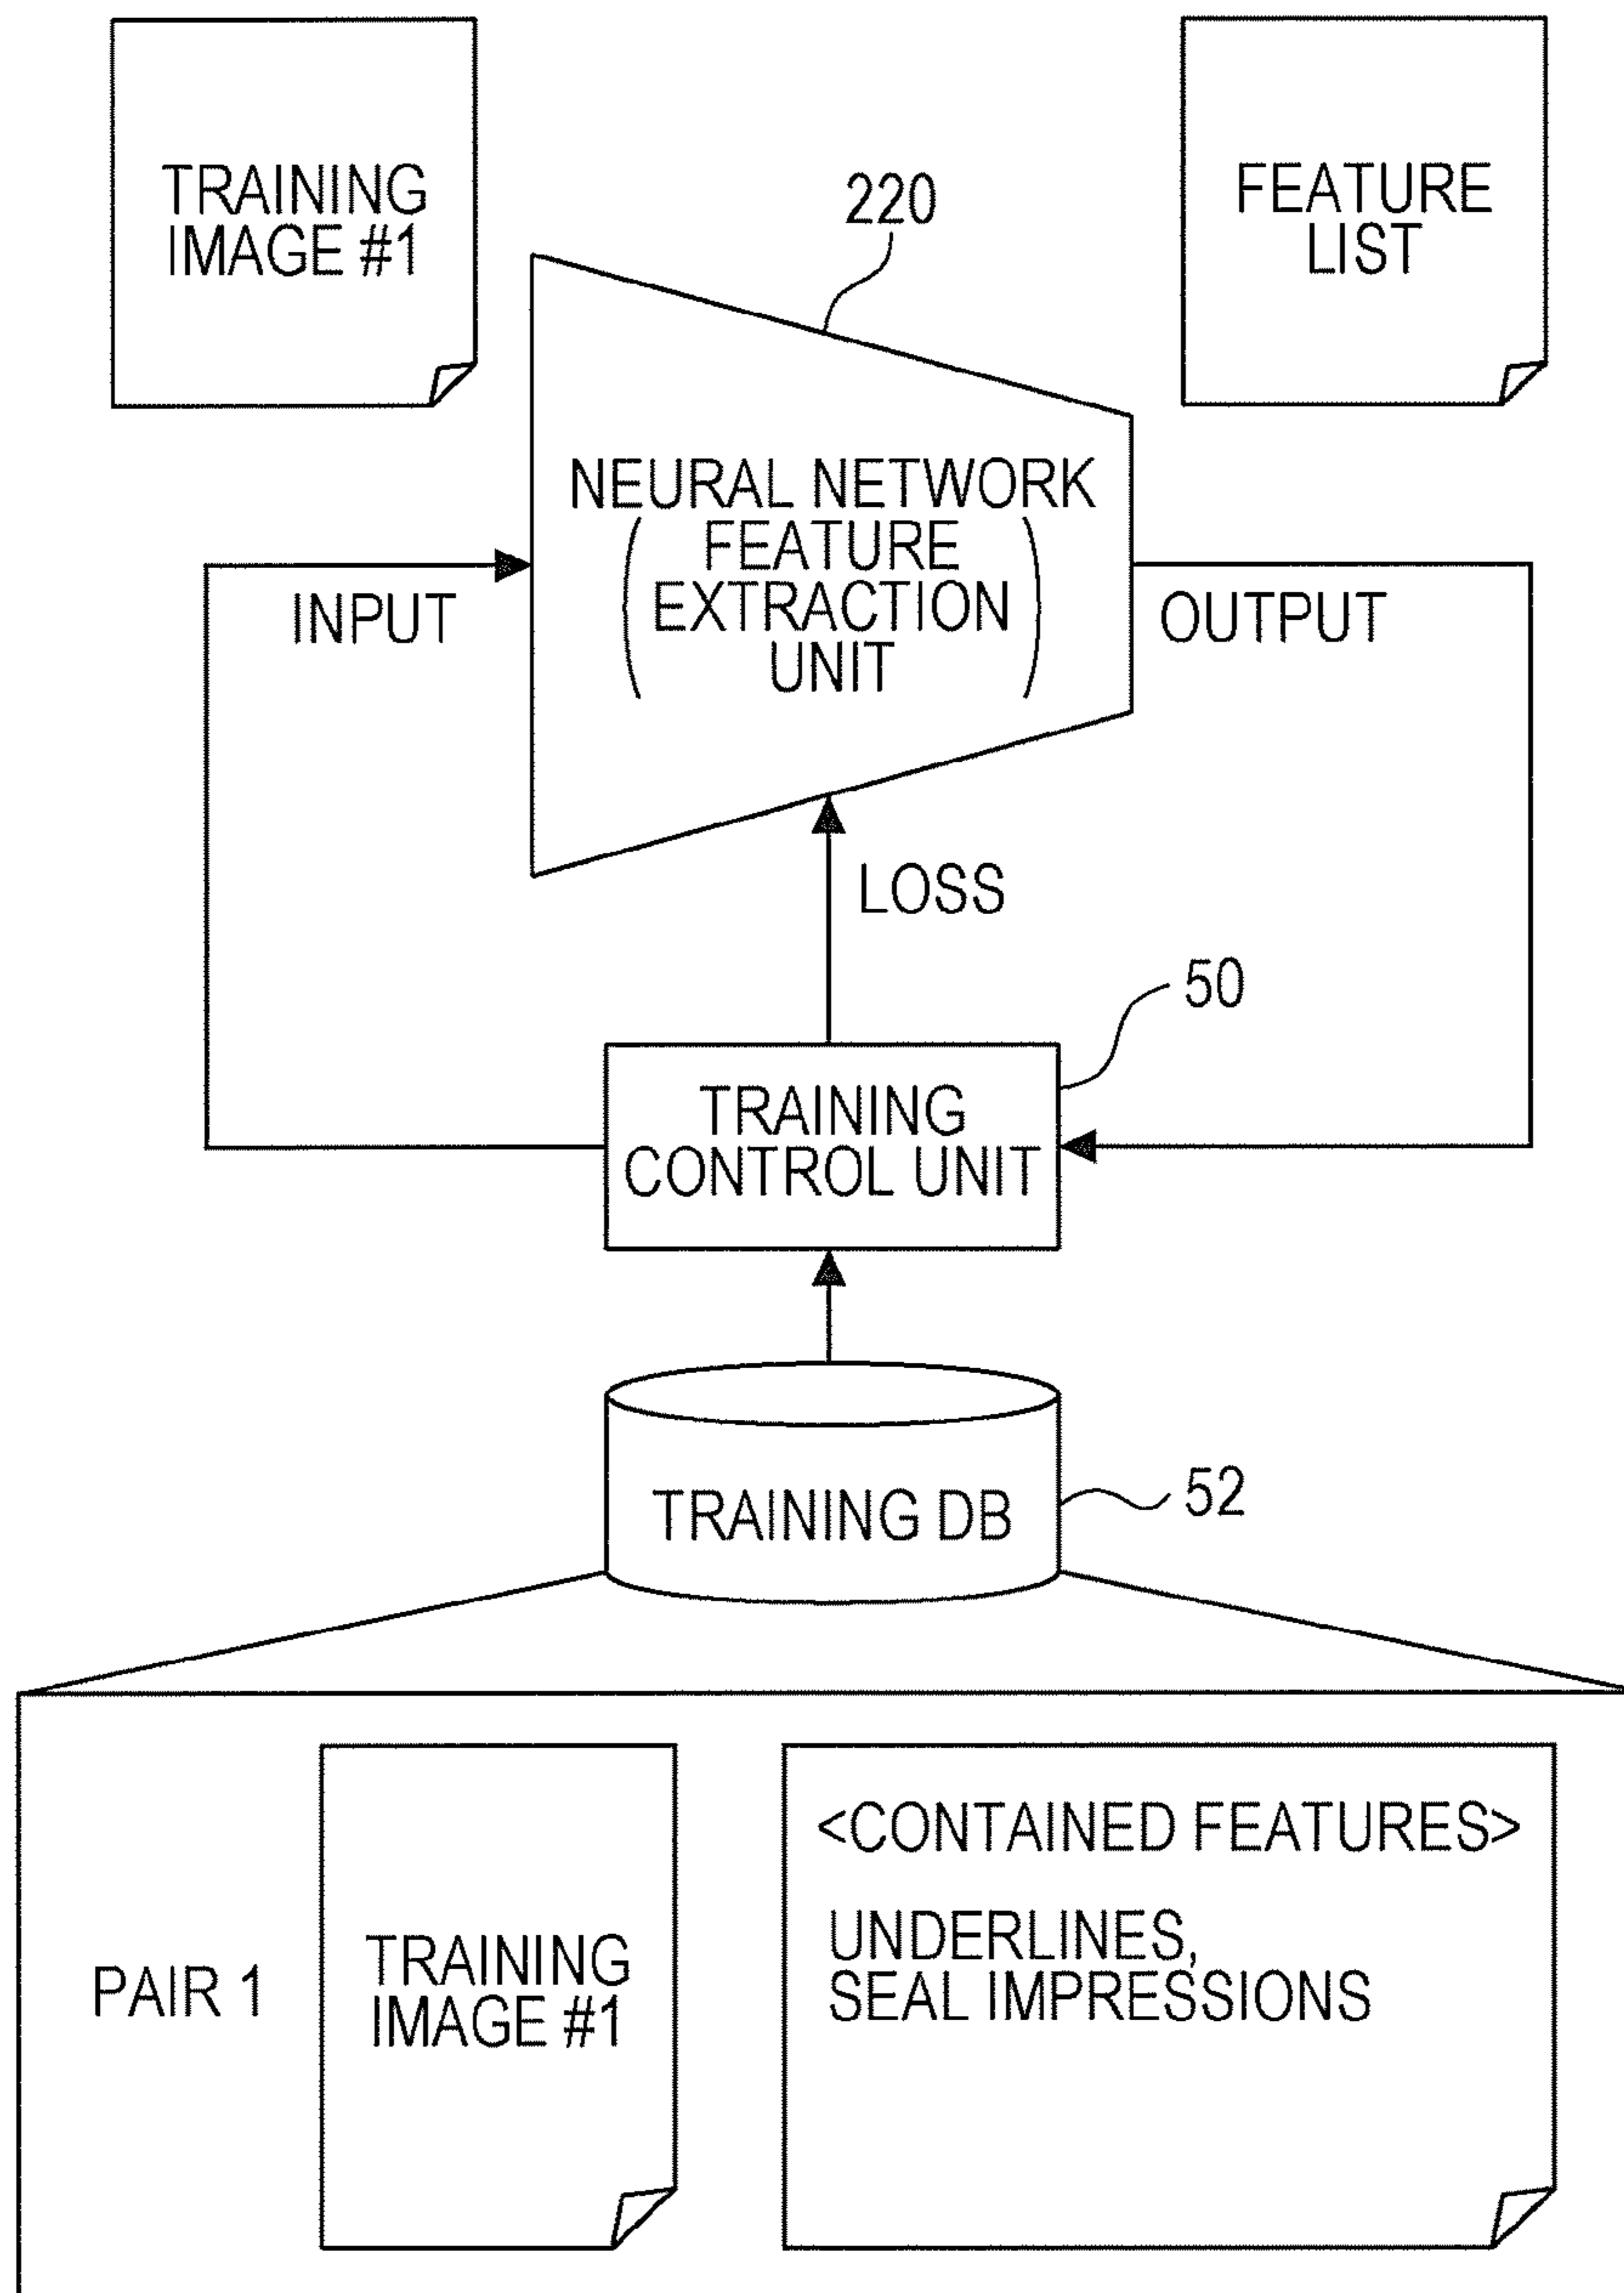 TRAINING
IMAGE #1
220
FEATURE
LIST
NEURAL NETWORK
( FEATURE
EXTRACTION
UNIT )
INPUT
OUTPUT
LOSS
50
TRAINING
CONTROL UNIT
TRAINING DB
52
PAIR 1
TRAINING
IMAGE #1
<CONTAINED FEATURES>
UNDERLINES,
SEAL IMPRESSIONS